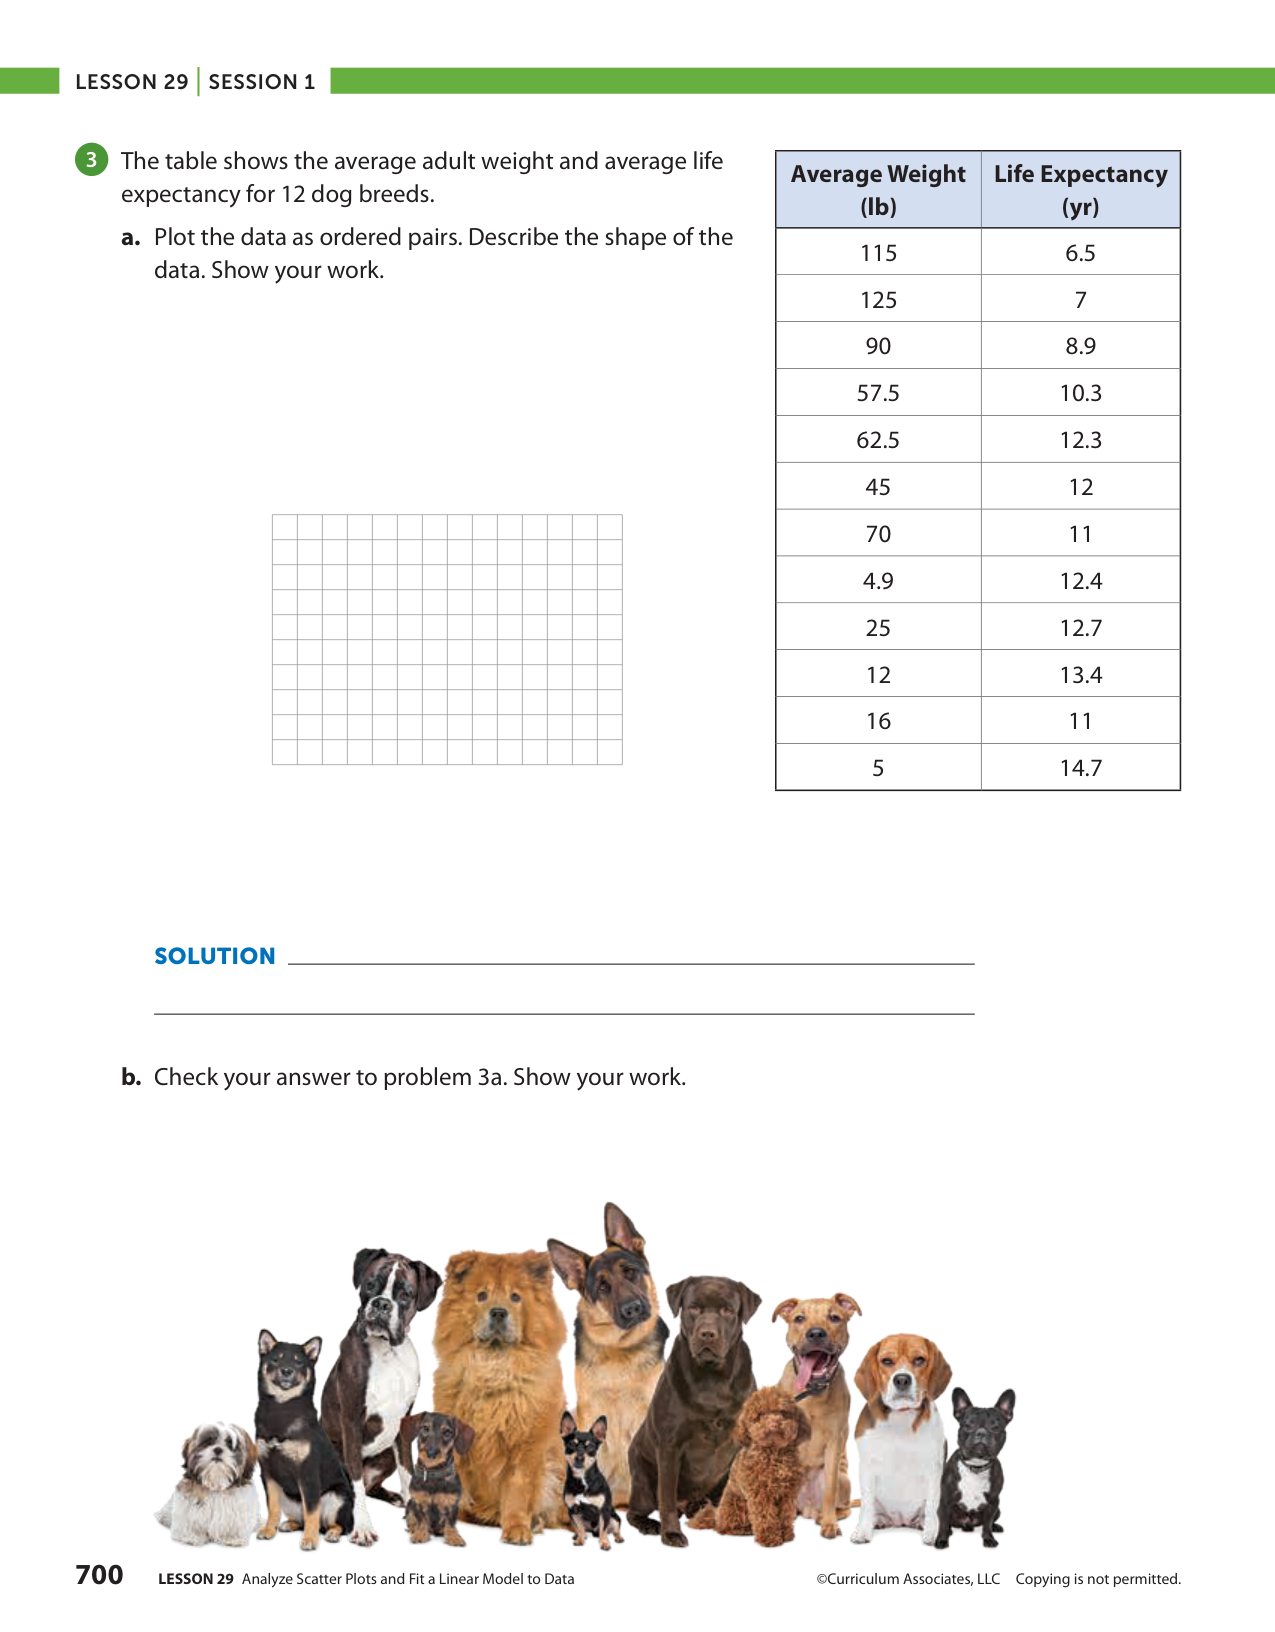 LESSON 29 | SESSION 1
3 The table shows the average adult weight and average life
expectancy for 12 dog breeds.
a. Plot the data as ordered pairs. Describe the shape of the
data. Show your work.
Average Weight (lb) Life Expectancy (yr)
115 6.5
125 7
90 8.9
57.5 10.3
62.5 12.3
45 12
70 11
4.9 12.4
25 12.7
12 13.4
16 11
5 14.7
SOLUTION
b. Check your answer to problem 3a. Show your work.
700 LESSON 29 Analyze Scatter Plots and Fit a Linear Model to Data ©Curriculum Associates, LLC Copying is not permitted.